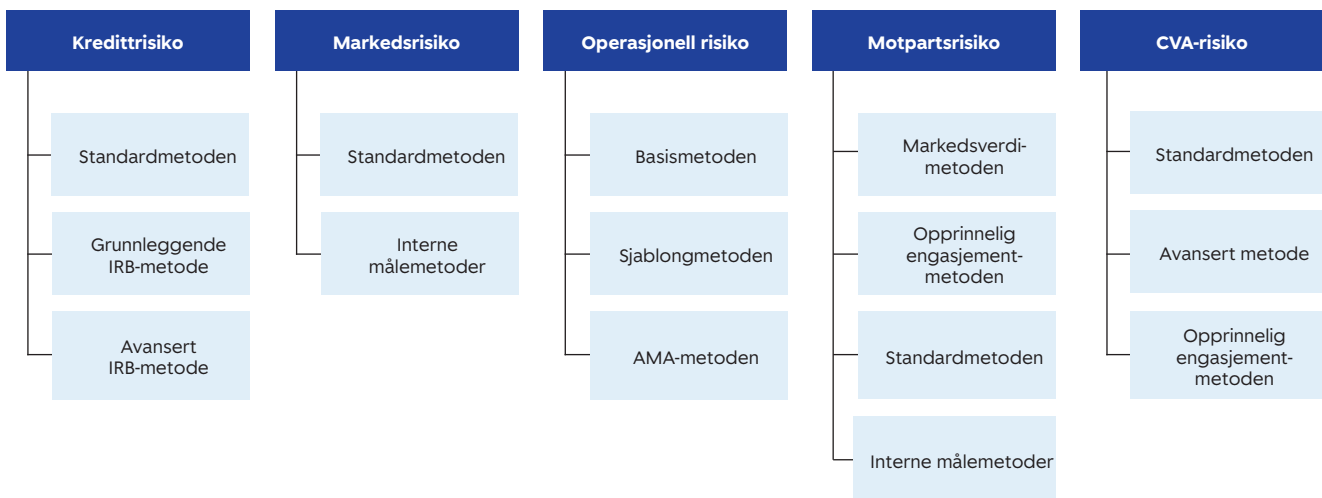 Kredittrisiko
Standardmetoden
Grunnleggende
IRB-metode
Avansert
IRB-metode
Markedsrisiko
Standardmetoden
Interne
målemetoder
Operasjonell risiko
Basismetoden
Sjablongmetoden
AMA-metoden
Motpartsrisiko
Markedsverdi-
metoden
Opprinnelig
engasjement-
metoden
Standardmetoden
Interne målemetoder
CVA-risiko
Standardmetoden
Avansert metode
Opprinnelig
engasjement-
metoden